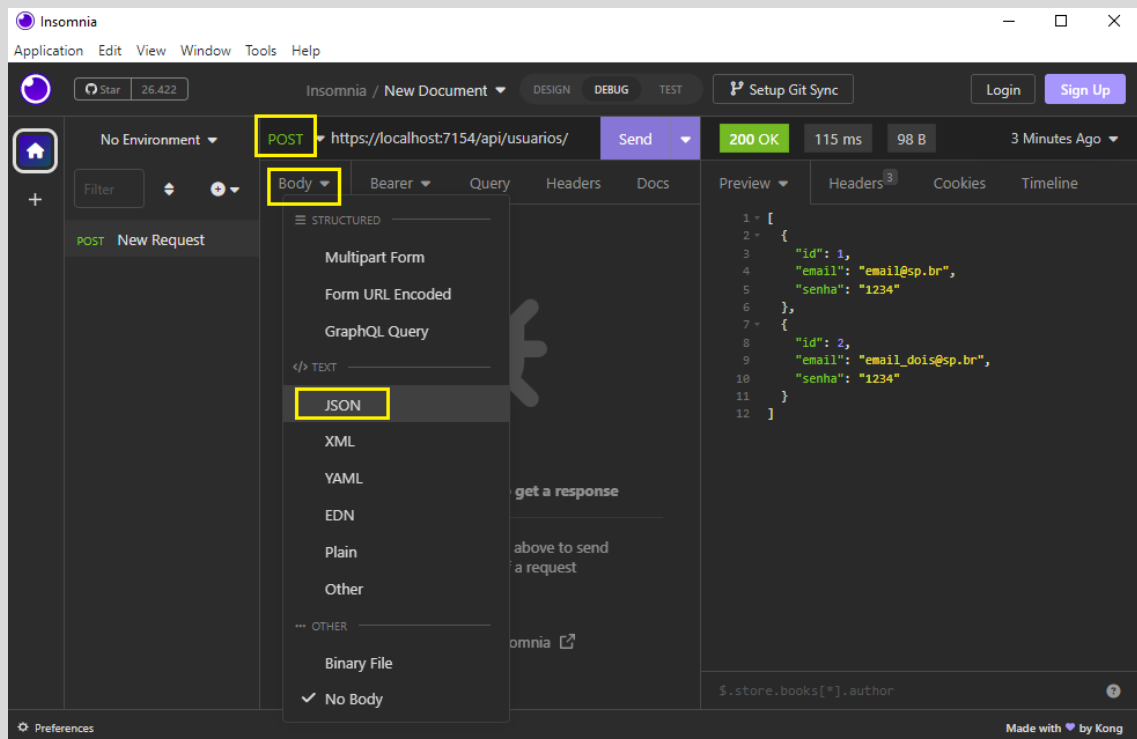 Insomnia
Application Edit View Window Tools Help
Star 26.422
Insomnia / New Document
DESIGN DEBUG TEST
Setup Git Sync
Login
Sign Up
No Environment
Filter
POST New Request
POST https://localhost:7154/api/usuarios/ Send
Body Bearer Query Headers Docs
STRUCTURED
Multipart Form
Form URL Encoded
GraphQL Query
</> TEXT
JSON
XML
YAML
EDN
Plain
Other
OTHER
Binary File
No Body
get a response
above to send
a request
omnia
200 OK 115 ms 98 B 3 Minutes Ago
Preview Headers 3 Cookies Timeline
1 [
2 {
3 "id": 1,
4 "email": "email@sp.br",
5 "senha": "1234"
6 },
7 {
8 "id": 2,
9 "email": "email_dois@sp.br",
10 "senha": "1234"
11 }
12 ]
$.store.books[*].author
Preferences
Made with by Kong